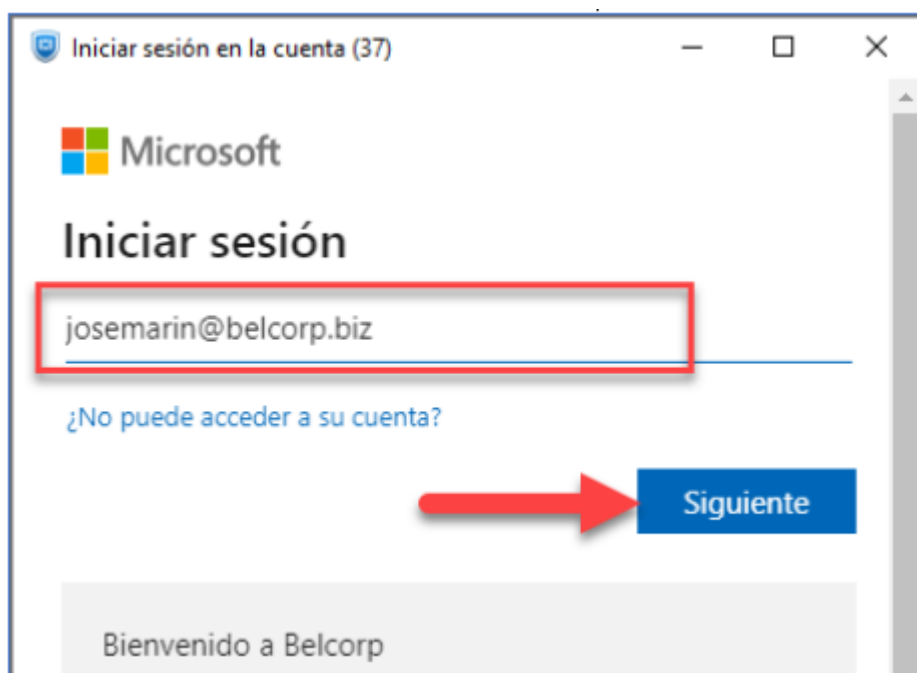 Iniciar sesión en la cuenta (37)
Microsoft
Iniciar sesión
josemarin@belcorp.biz
¿No puede acceder a su cuenta?
Siguiente
Bienvenido a Belcorp